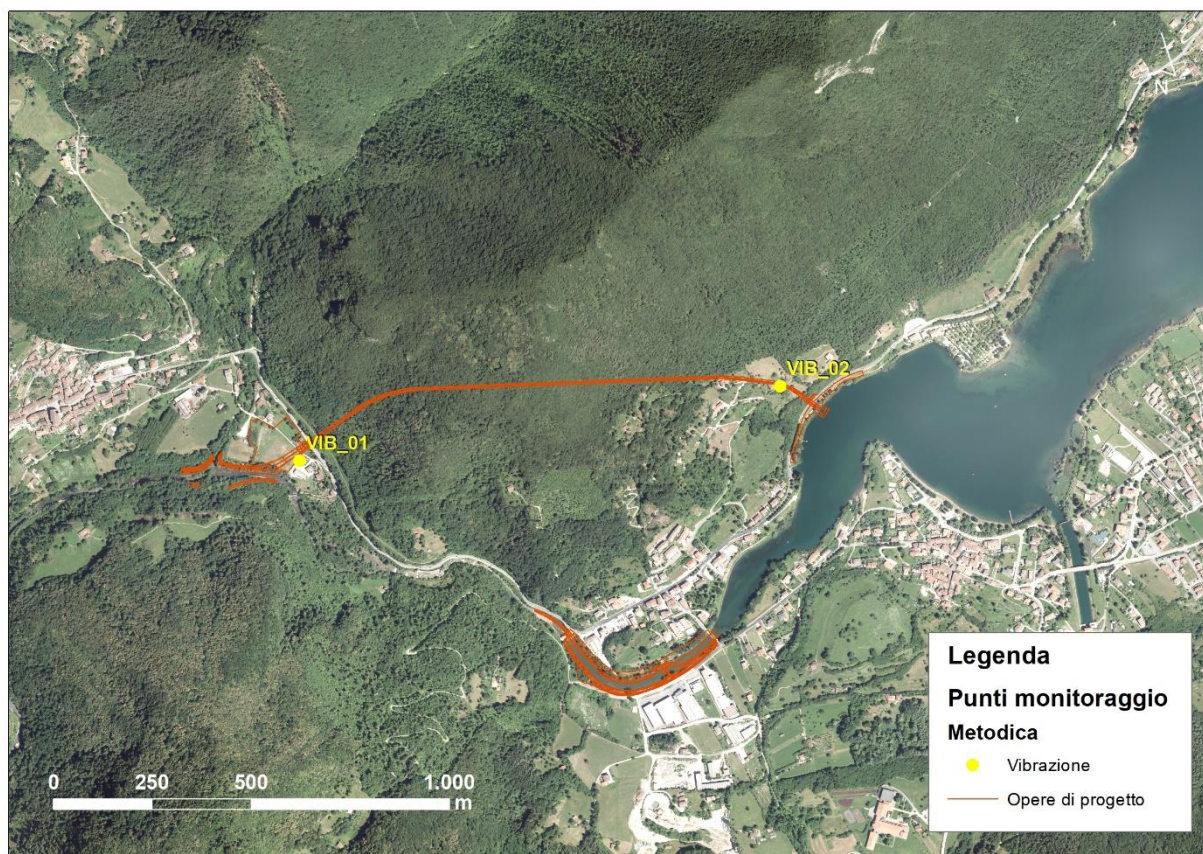 VIB_02
VIB_01
Legenda
Punti monitoraggio
Metodica
Vibrazione
Opere di progetto
0 250 500 1.000
m